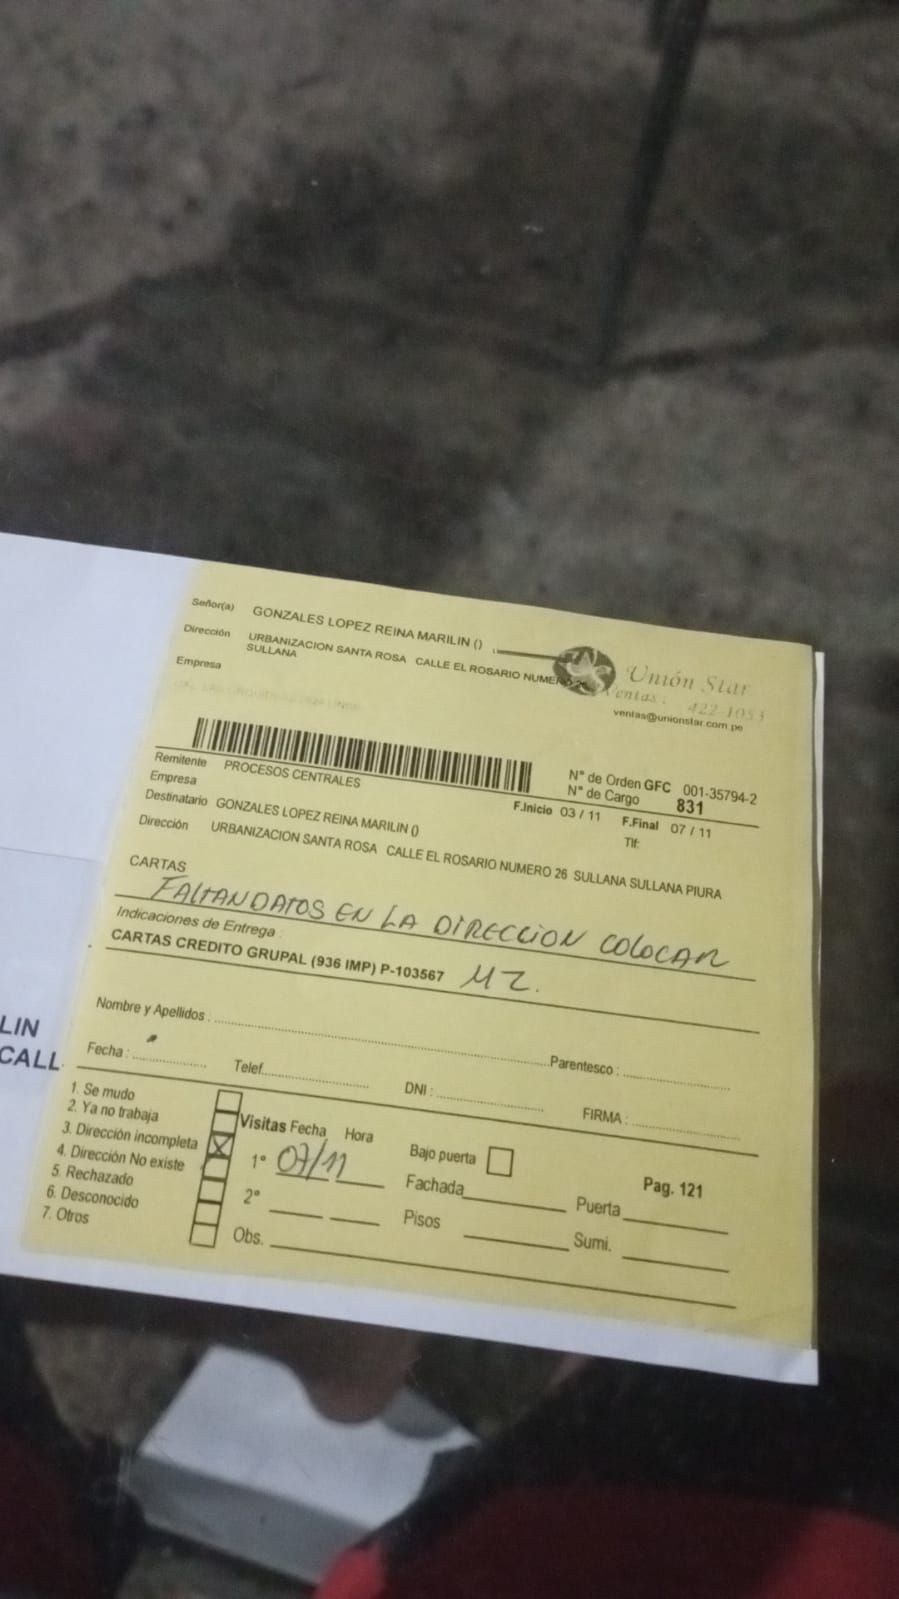 Señor(a) GONZALES LOPEZ REINA MARILIN ()
Dirección URBANIZACION SANTA ROSA CALLE EL ROSARIO NUMERO 26
SULLANA
Empresa
Unión Star
Ventas: 422-1053
ventas@unionstar.com.pe
Remitente PROCESOS CENTRALES
N° de Orden GFC 001-35794-2
Empresa
N° de Cargo 831
Destinatario GONZALES LOPEZ REINA MARILIN ()
F.Inicio 03 / 11 F.Final 07 / 11
Dirección URBANIZACION SANTA ROSA CALLE EL ROSARIO NUMERO 26 SULLANA SULLANA PIURA
Tlf:
CARTAS
FALTAN DATOS EN LA DIRECCION COLOCAR
Indicaciones de Entrega :
CARTAS CREDITO GRUPAL (936 IMP) P-103567 MZ.
Nombre y Apellidos : Parentesco :
Fecha : Telef. DNI : FIRMA :
1. Se mudo
2. Ya no trabaja
3. Dirección incompleta X
4. Dirección No existe
5. Rechazado
6. Desconocido
7. Otros
Visitas Fecha Hora
1° 07/11
2°
Obs.
Bajo puerta
Fachada
Pisos
Pag. 121
Puerta
Sumi.
LIN
CALL